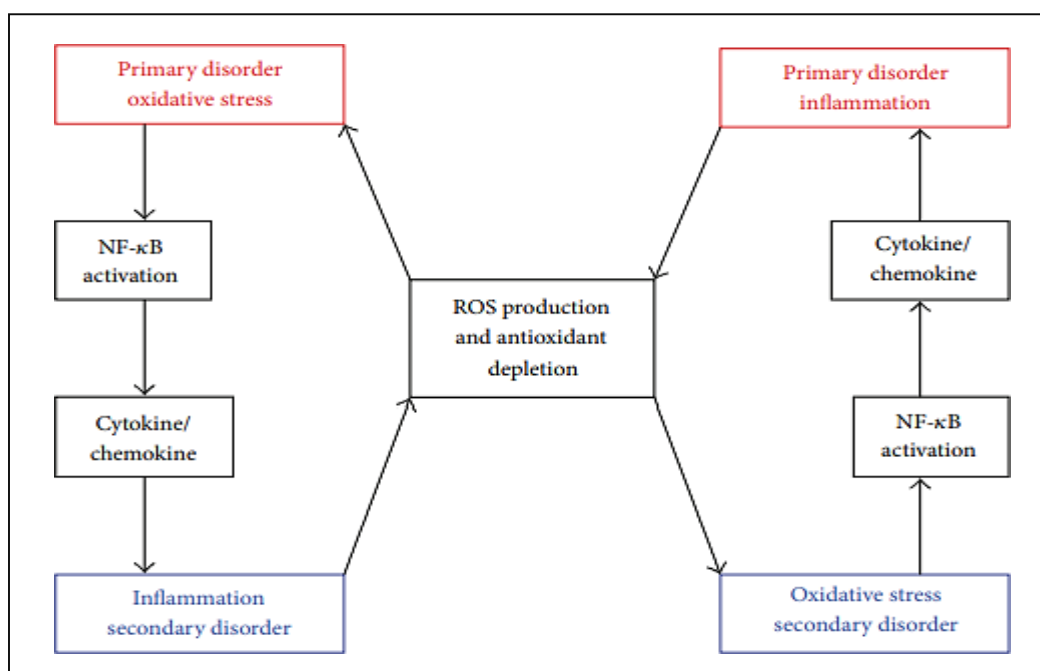 Primary disorder
oxidative stress
Primary disorder
inflammation
NF-κB
activation
Cytokine/
chemokine
ROS production
and antioxidant
depletion
Cytokine/
chemokine
NF-κB
activation
Inflammation
secondary disorder
Oxidative stress
secondary disorder